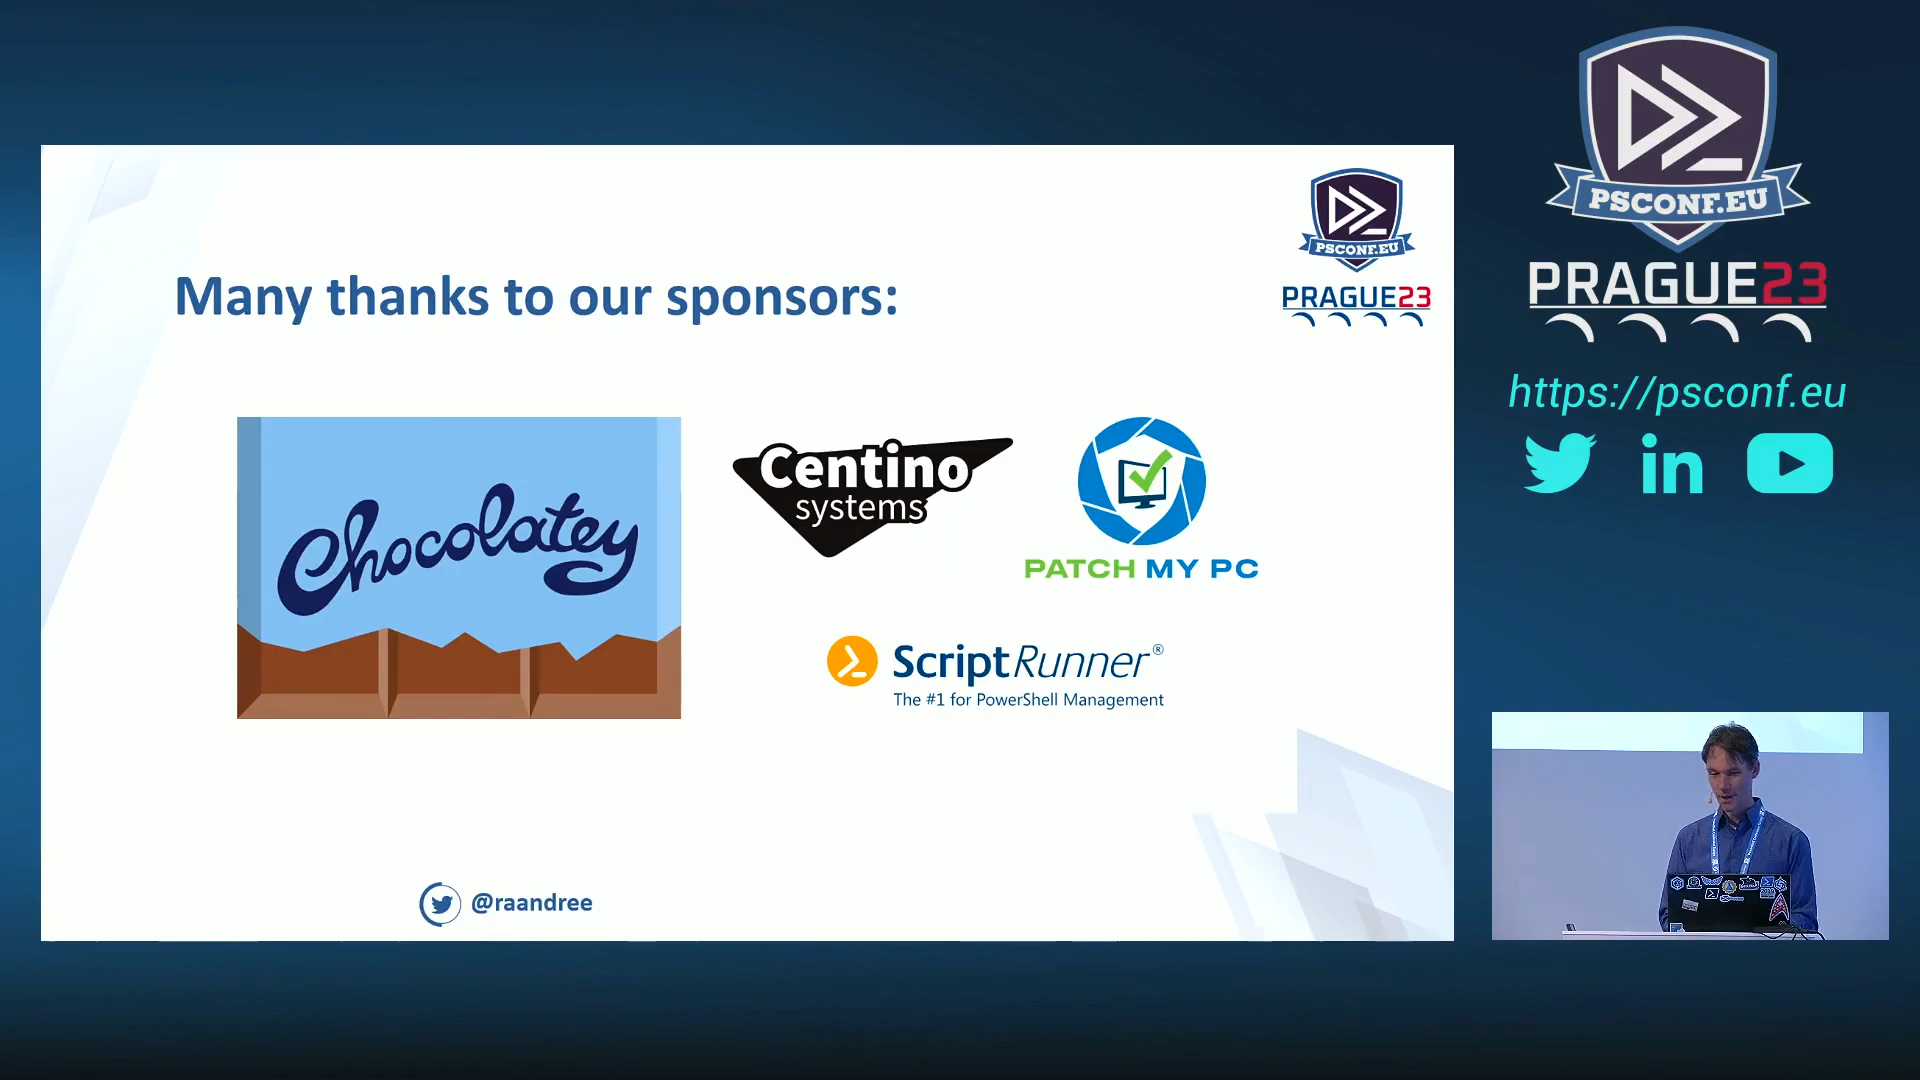 Many thanks to our sponsors:
PSCONF.EU
PRAGUE23
Chocolatey
Centino
systems
PATCH MY PC
ScriptRunner®
The #1 for PowerShell Management
@raandree
PSCONF.EU
PRAGUE23
https://psconf.eu
in